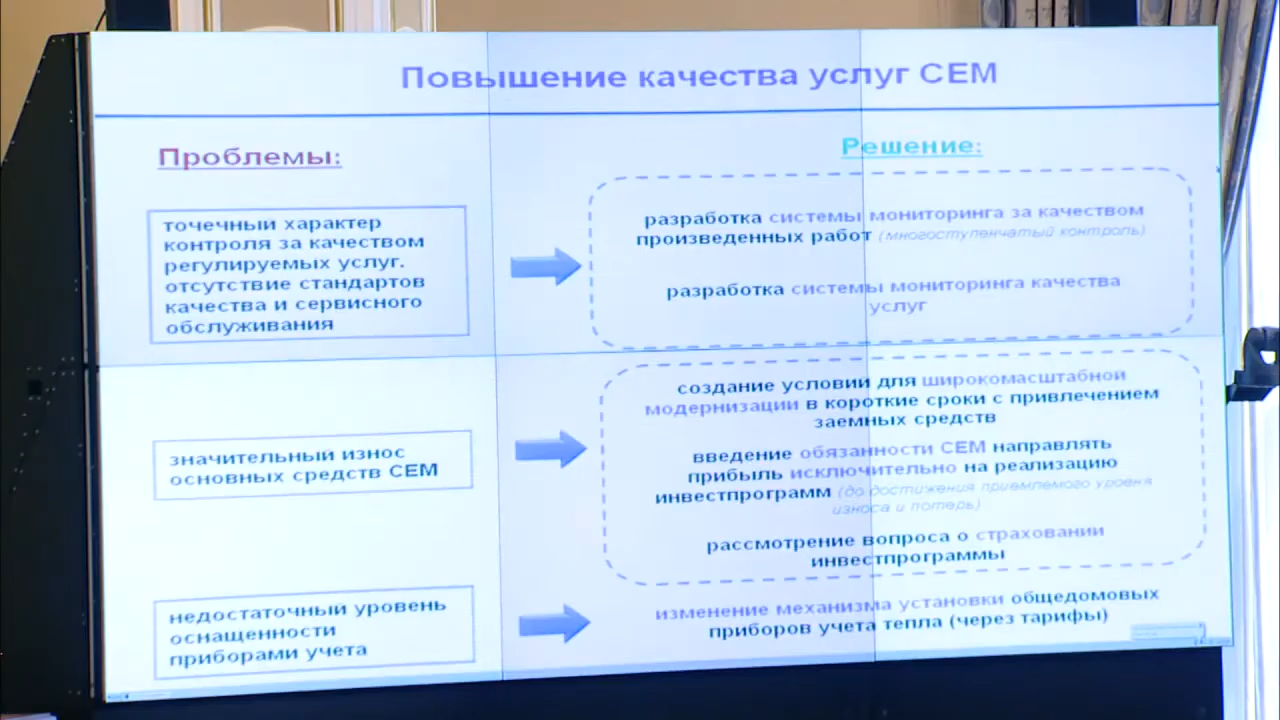 Повышение качества услуг СЕМ
Проблемы:
Решение:
точечный характер
контроля за качеством
регулируемых услуг.
отсутствие стандартов
качества и сервисного
обслуживания
разработка системы мониторинга за качеством
произведенных работ (многоступенчатый контроль)
разработка системы мониторинга качества
услуг
значительный износ
основных средств СЕМ
создание условии для широкомасштабной
модернизации в короткие сроки с привлечением
заемных средств
введение обязанности СЕМ направлять
прибыль исключительно на реализацию
инвестпрограмм (до достижения приемлемого уровня
износа и потерь)
рассмотрение вопроса о страховании
инвестпрограммы
недостаточный уровень
оснащенности
приборами учета
изменение механизма установки общедомовых
приборов учета тепла (через тарифы)